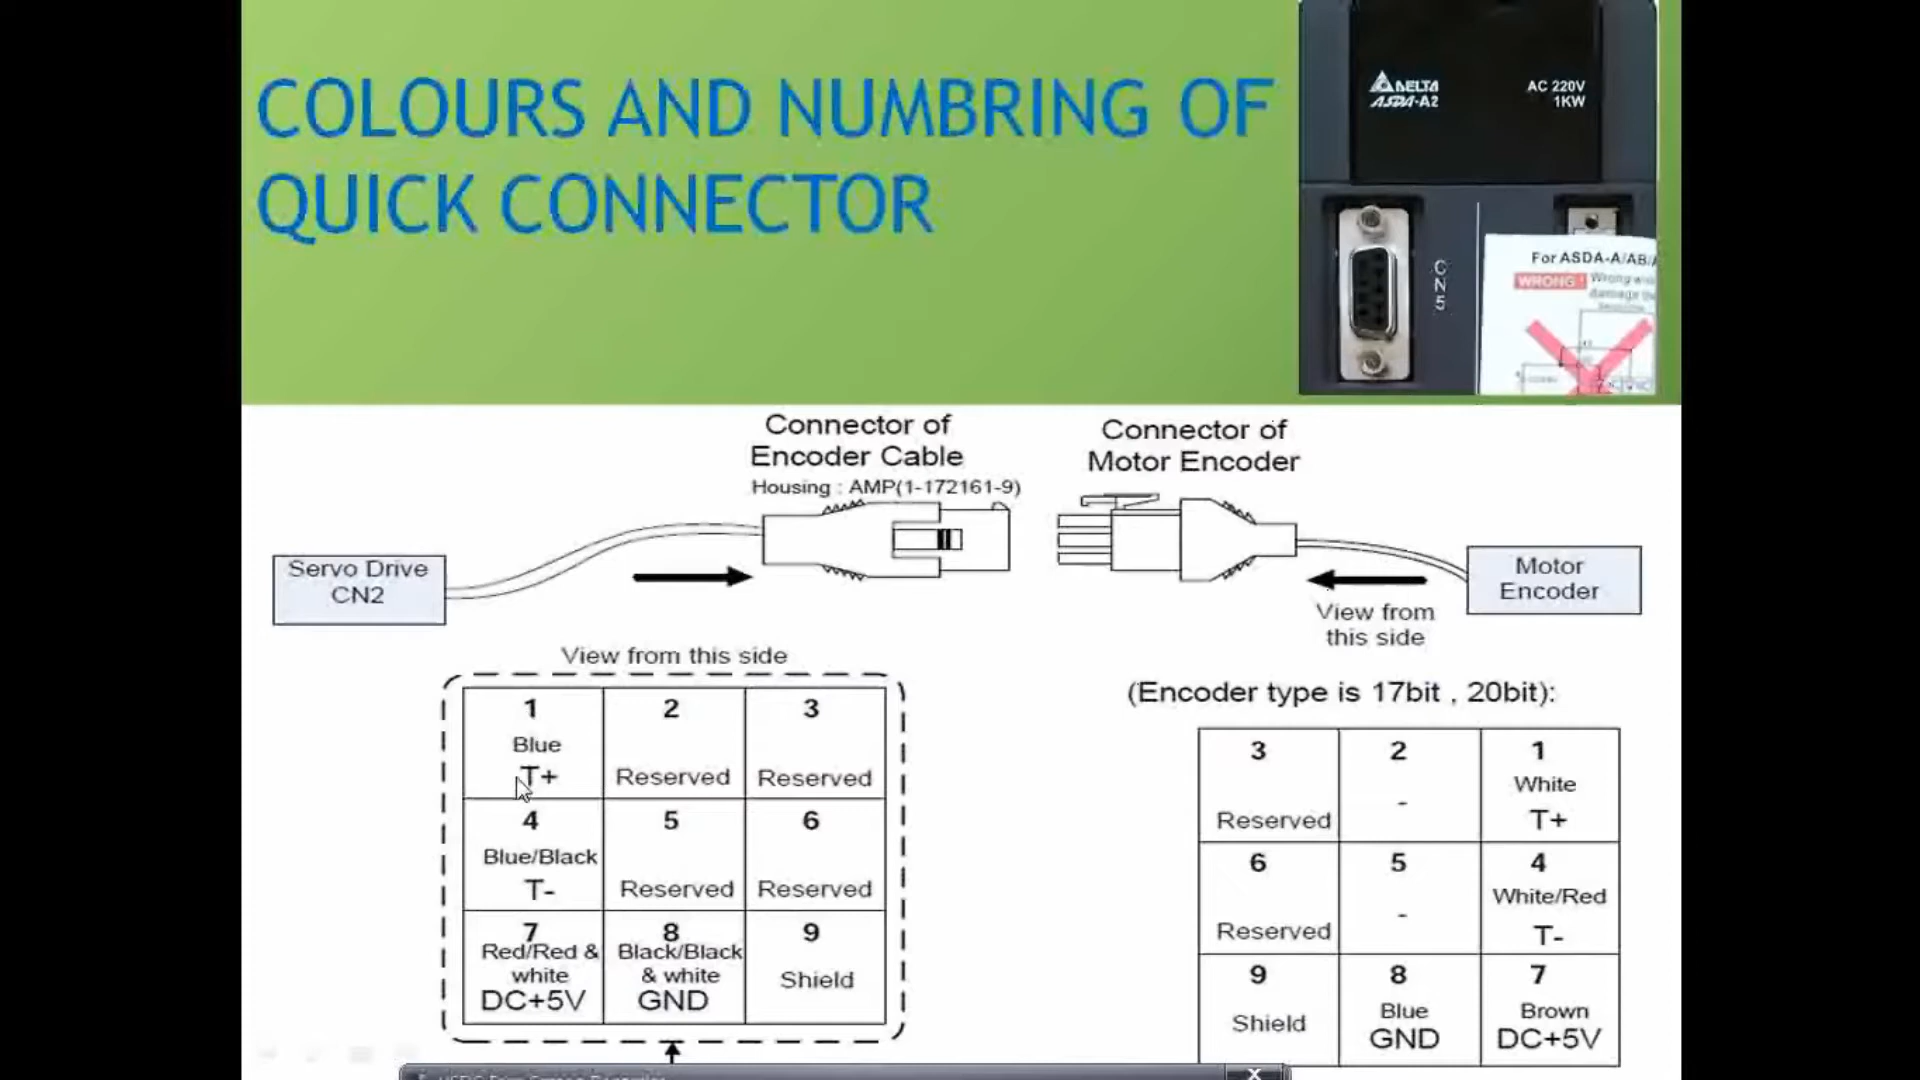 COLOURS AND NUMBRING OF
QUICK CONNECTOR
DELTA
ASDA-A2
AC 220V
1KW
CN5
For ASDA-A/AB/
WRONG !
Wrong
damage
Connector of
Encoder Cable
Housing : AMP(1-172161-9)
Connector of
Motor Encoder
Servo Drive
CN2
Motor
Encoder
View from
this side
View from this side
(Encoder type is 17bit , 20bit):
1
Blue
T+
2
Reserved
3
Reserved
4
Blue/Black
T-
5
Reserved
6
Reserved
7
Red/Red &
white
DC+5V
8
Black/Black
& white
GND
9
Shield
3
Reserved
2
-
1
White
T+
6
Reserved
5
-
4
White/Red
T-
9
Shield
8
Blue
GND
7
Brown
DC+5V
X